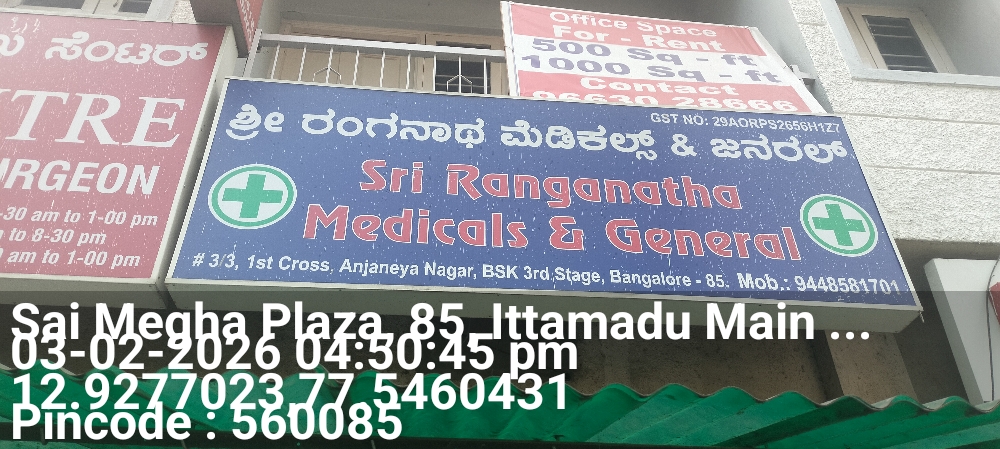 ಸೆಂಟರ್
TRE
URGEON
-30 am to 1-00 pm
to 8-30 pm
am to 1-00 pm
Office Space
For - Rent
500 Sq - ft
1000 Sq - ft
Contact
96630 28666
GST NO: 29AORPS2656H1Z7
ಶ್ರೀ ರಂಗನಾಥ ಮೆಡಿಕಲ್ಸ್ & ಜನರಲ್
Sri Ranganatha
Medicals & General
# 3/3, 1st Cross, Anjaneya Nagar, BSK 3rd Stage, Bangalore - 85. Mob.: 9448581701
Sai Megha Plaza, 85, Ittamadu Main ...
03-02-2026 04:50:45 pm
12.9277023,77.5460431
Pincode : 560085